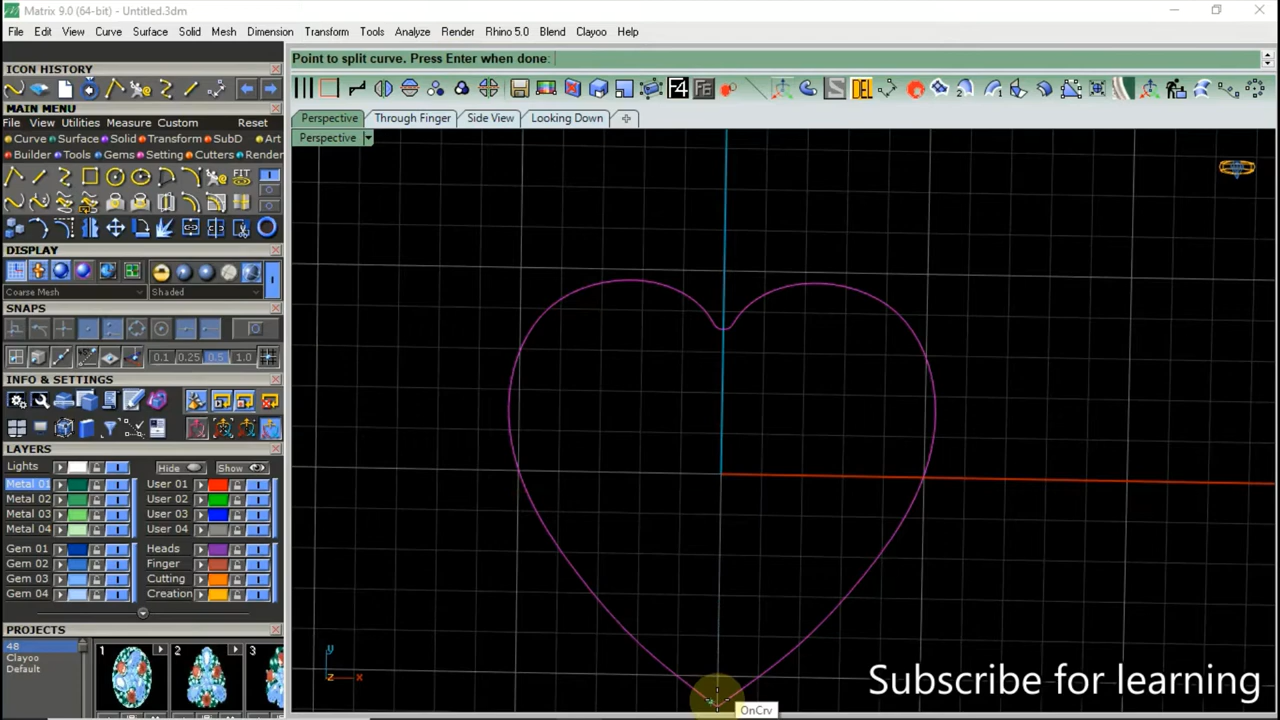 Matrix 9.0 (64-bit) - Untitled.3dm
File Edit View Curve Surface Solid Mesh Dimension Transform Tools Analyze Render Rhino 5.0 Blend Clayoo Help
ICON HISTORY
Point to split curve. Press Enter when done:
F4 FE S DEL
MAIN MENU
File View Utilities Measure Custom Reset
Curve Surface Solid Transform SubD Art
Builder Tools Gems Setting Cutters Render
FIT
Perspective Through Finger Side View Looking Down
Perspective
DISPLAY
Coarse Mesh Shaded
SNAPS
0.1 0.25 0.5 1.0
INFO & SETTINGS
LAYERS
Lights Hide Show
Metal 01 User 01
Metal 02 User 02
Metal 03 User 03
Metal 04 User 04
Gem 01 Heads
Gem 02 Finger
Gem 03 Cutting
Gem 04 Creation
PROJECTS
48
Clayoo
Default
1 2 3
y
z x
OnCrv
Subscribe for learning